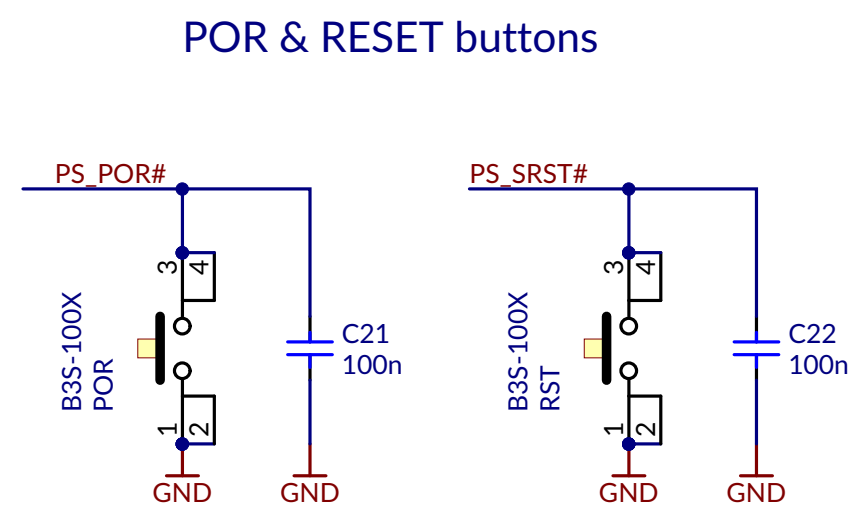 POR & RESET buttons
PS_POR#
PS_SRST#
3
4
3
4
B3S-100X
POR
C21
100n
B3S-100X
RST
C22
100n
1
2
1
2
GND
GND
GND
GND